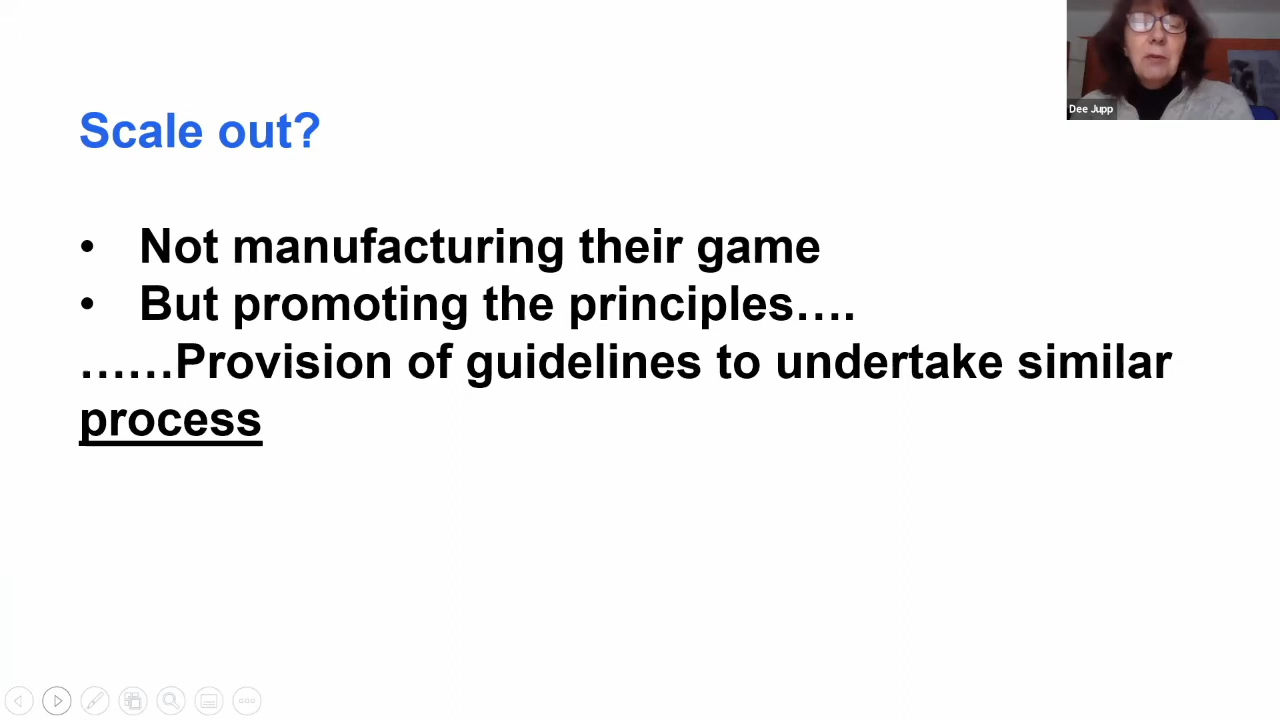 Dee Jupp
Scale out?
• Not manufacturing their game
• But promoting the principles….
……Provision of guidelines to undertake similar
process